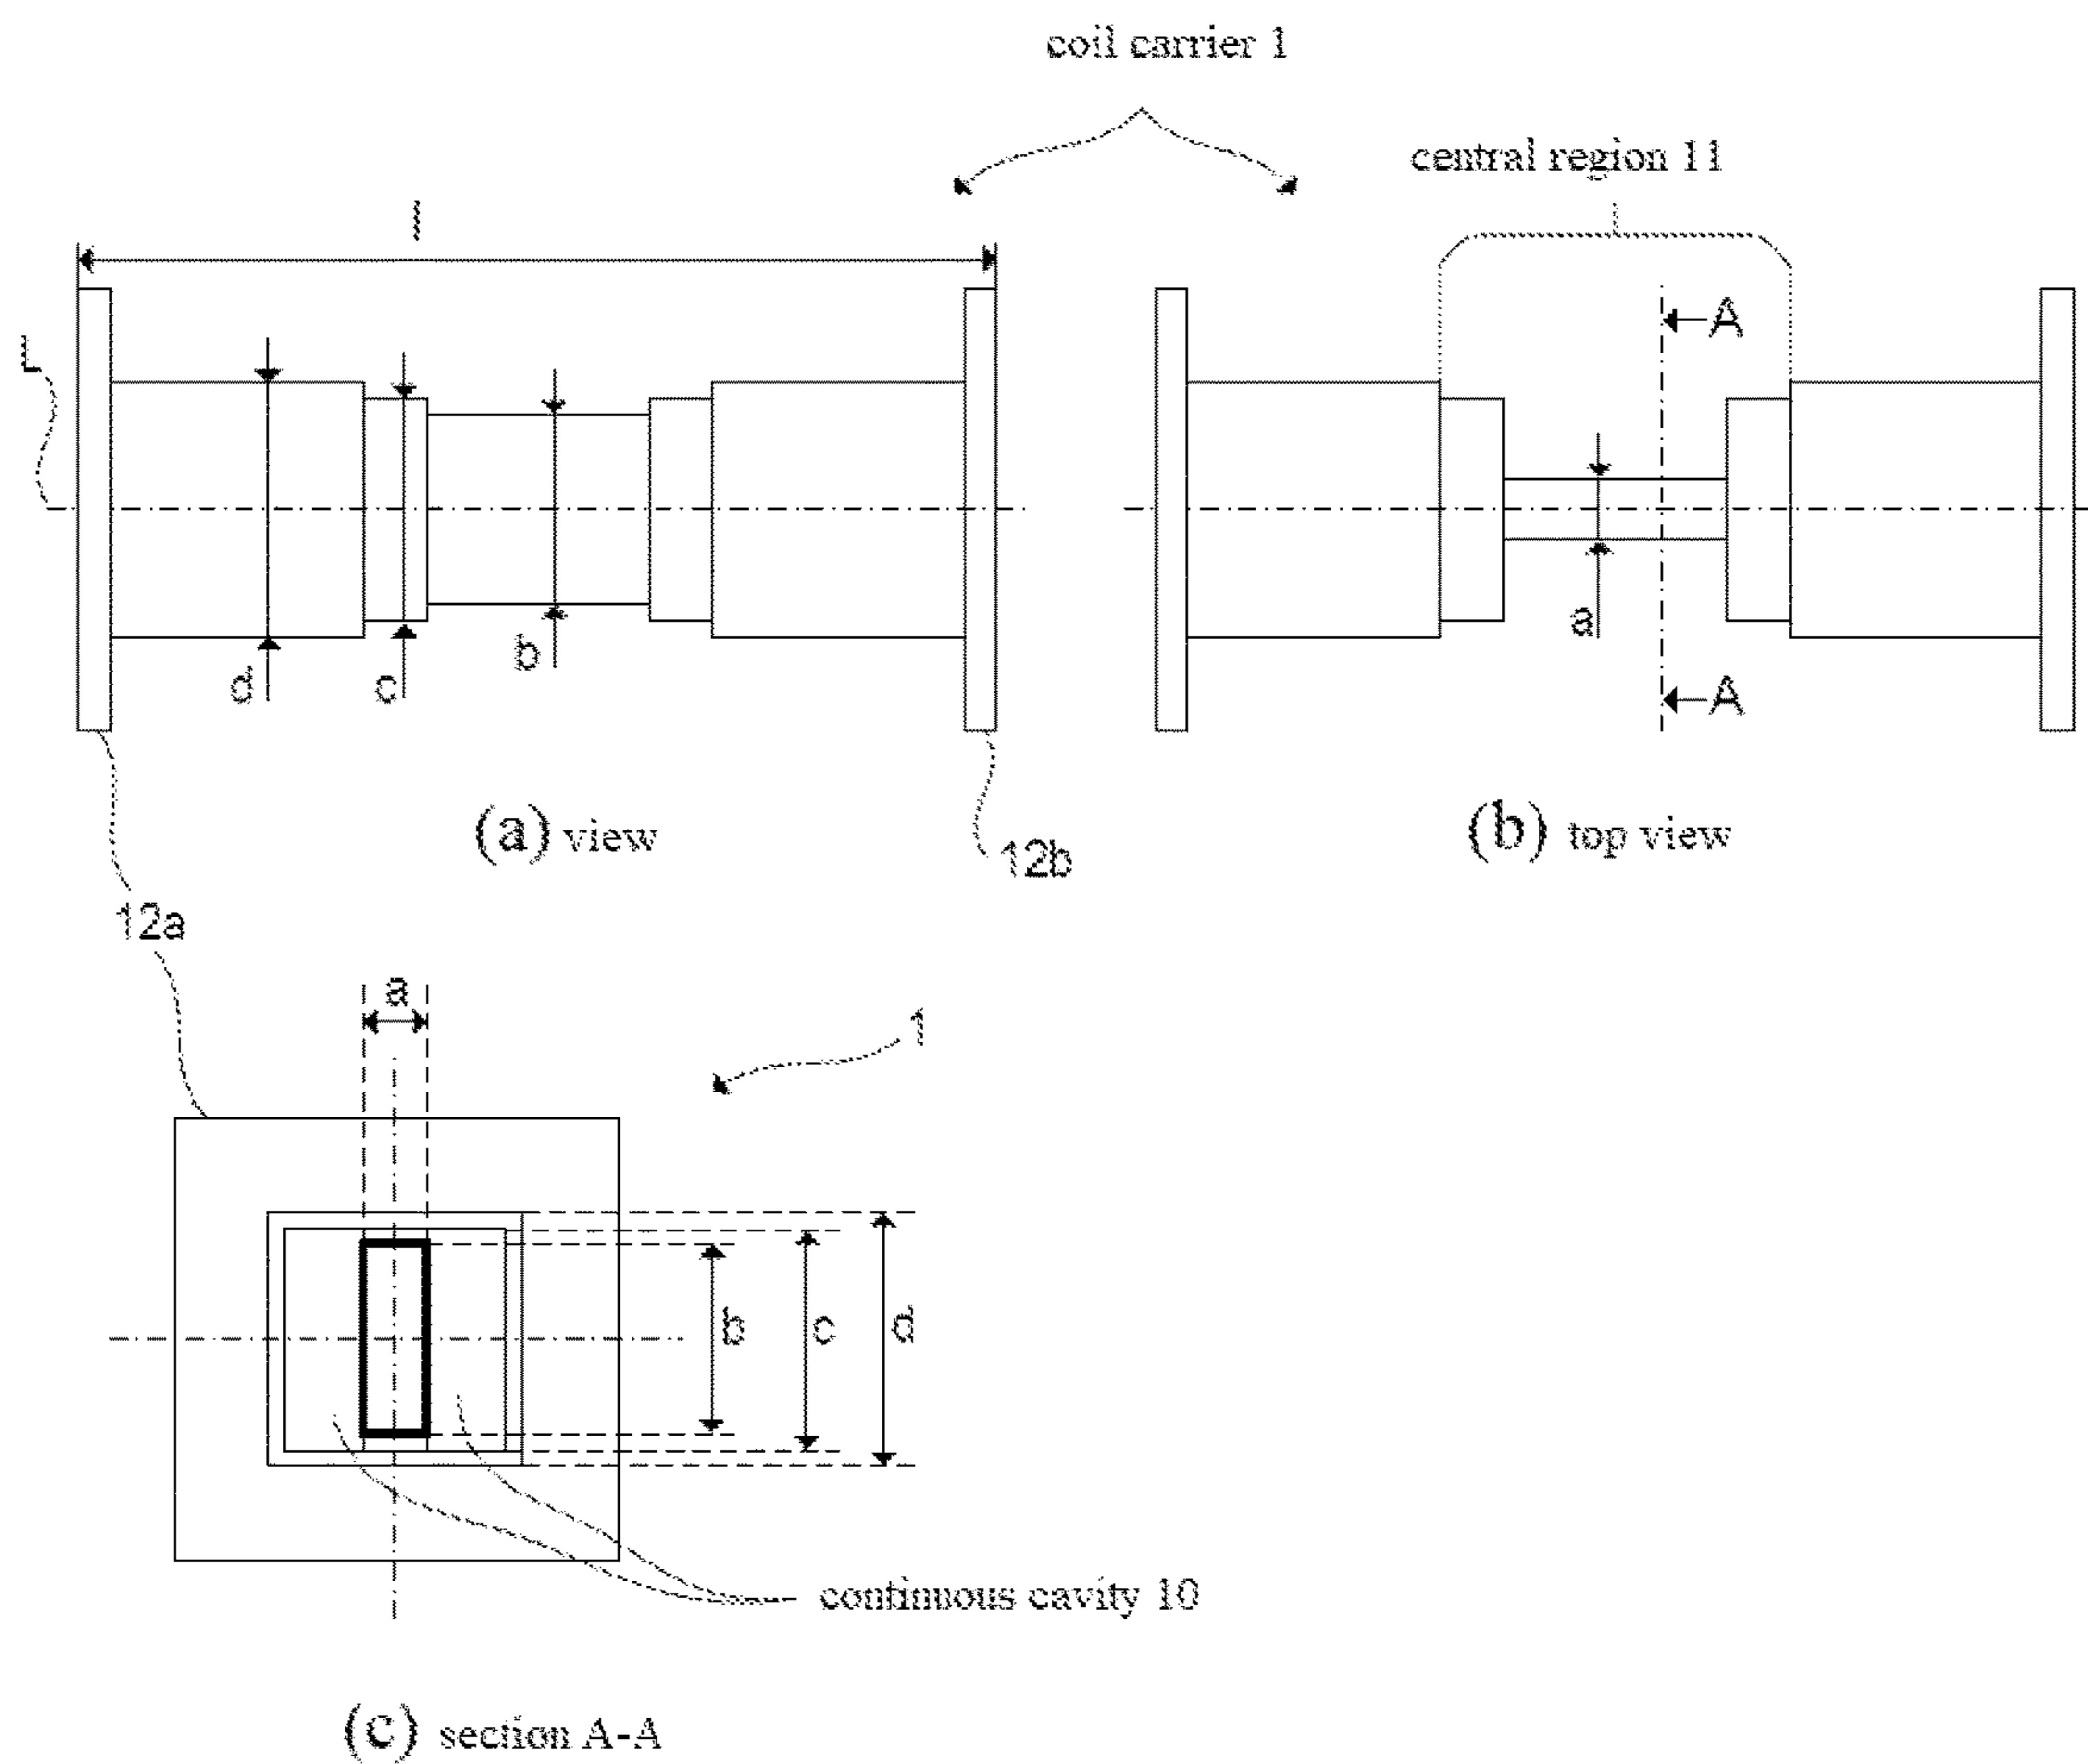 coil carrier 1
central region 11
l
L
A
a
d
c
b
A
(a) view
(b) top view
12b
12a
a
1
b
c
d
continuous cavity 10
(c) section A-A